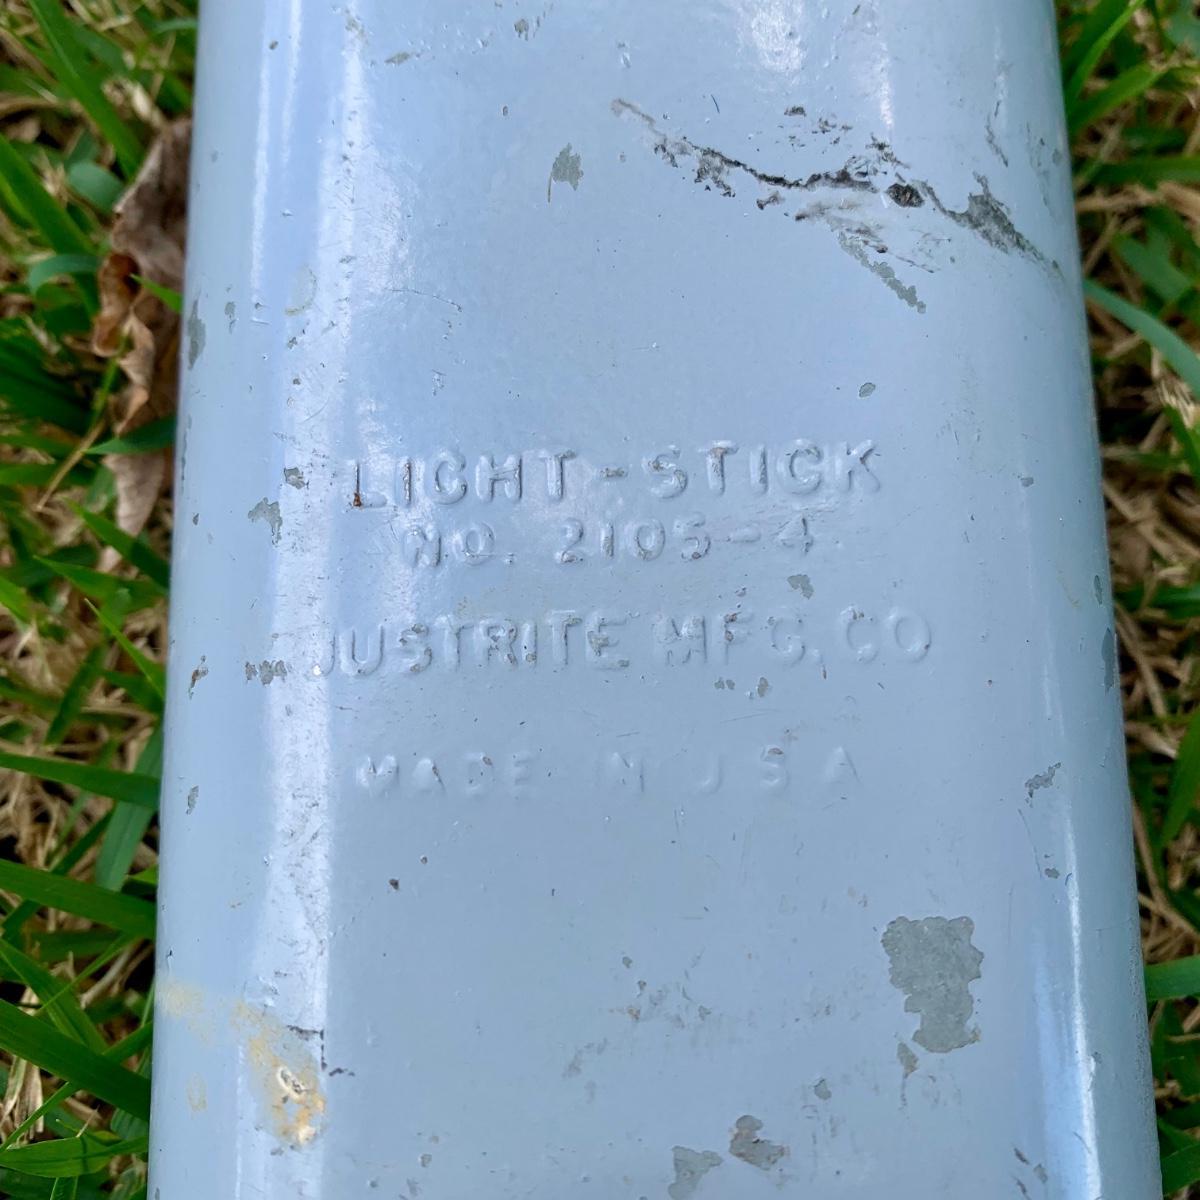 LIGHT-STICK
NO. 2105-4
JUSTRITE MFG. CO
MADE IN U S A